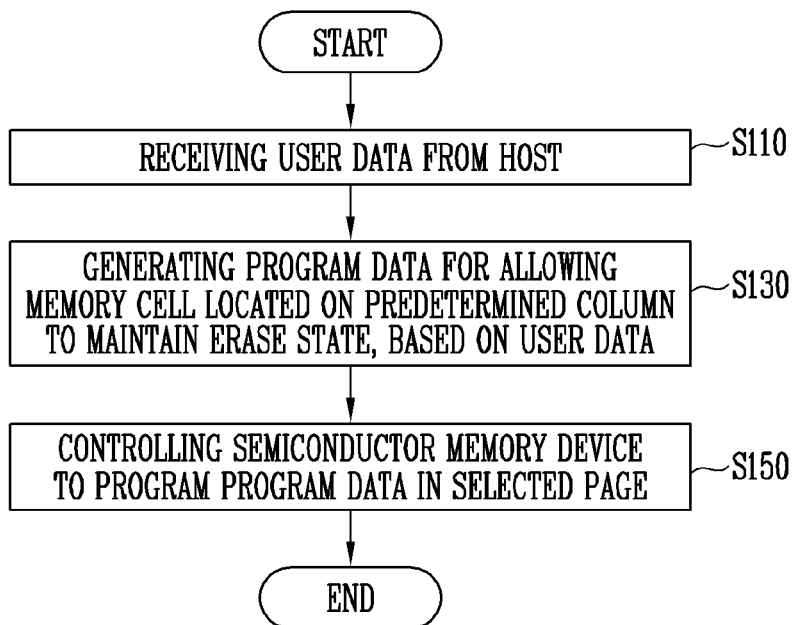 START
RECEIVING USER DATA FROM HOST
S110
GENERATING PROGRAM DATA FOR ALLOWING
MEMORY CELL LOCATED ON PREDETERMINED COLUMN
TO MAINTAIN ERASE STATE, BASED ON USER DATA
S130
CONTROLLING SEMICONDUCTOR MEMORY DEVICE
TO PROGRAM PROGRAM DATA IN SELECTED PAGE
S150
END